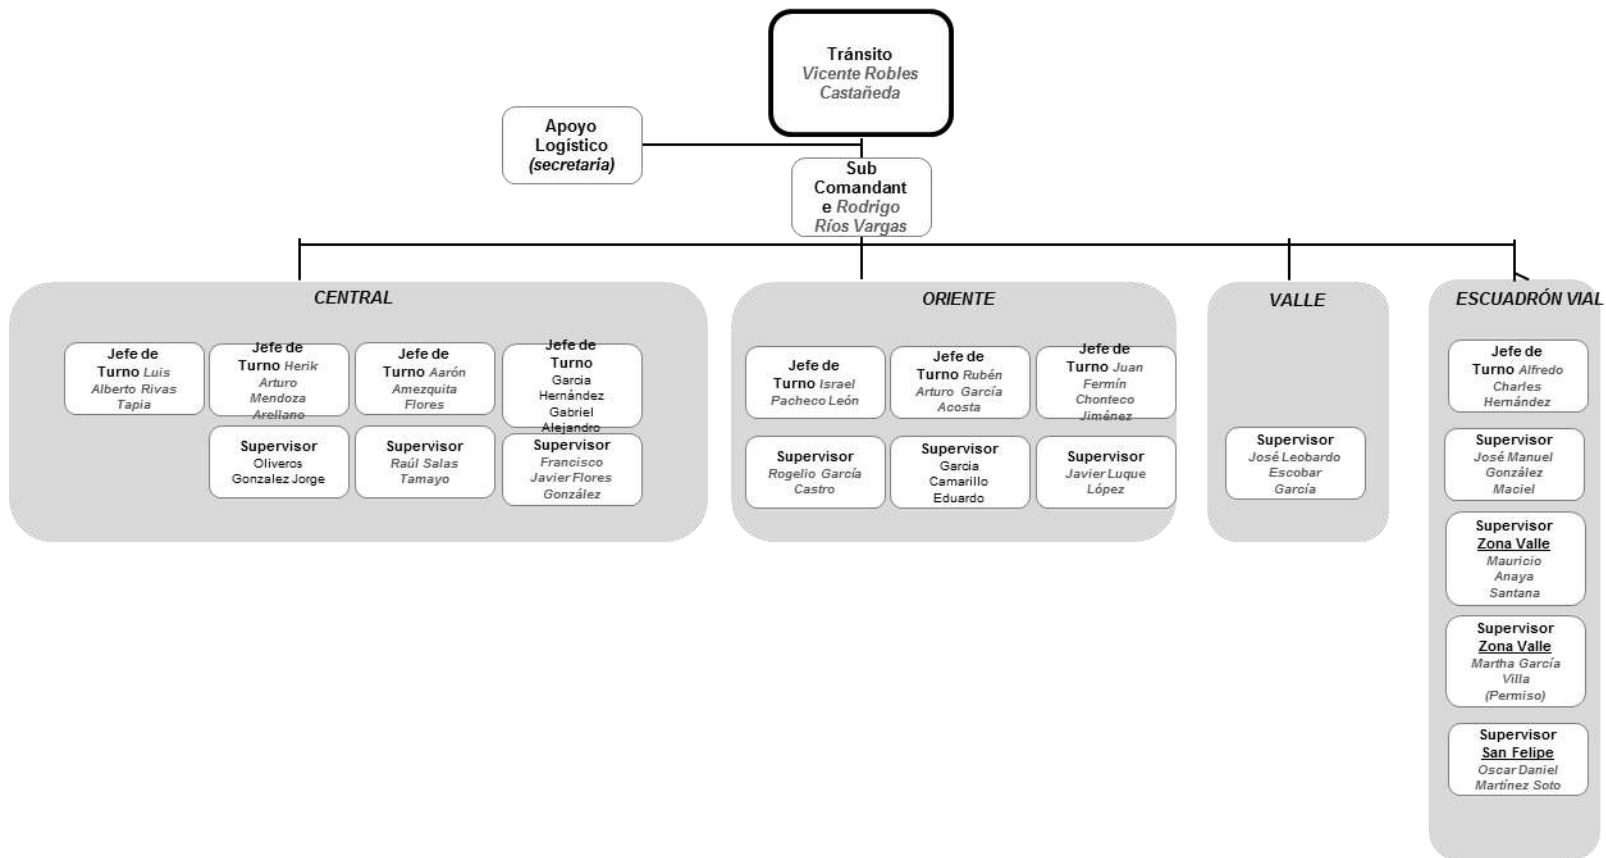 Tránsito
Vicente Robles
Castañeda
Apoyo
Logístico
(secretaria)
Sub
Comandant
e Rodrigo
Ríos Vargas
CENTRAL
Jefe de
Turno Luis
Alberto Rivas
Tapia
Jefe de
Turno Herik
Arturo
Mendoza
Arellano
Jefe de
Turno Aarón
Amezquita
Flores
Jefe de
Turno
Garcia
Hernández
Gabriel
Alejandro
Supervisor
Oliveros
Gonzalez Jorge
Supervisor
Raúl Salas
Tamayo
Supervisor
Francisco
Javier Flores
González
ORIENTE
Jefe de
Turno Israel
Pacheco León
Jefe de
Turno Rubén
Arturo García
Acosta
Jefe de
Turno Juan
Fermín
Chonteco
Jiménez
Supervisor
Rogelio García
Castro
Supervisor
Garcia
Camarillo
Eduardo
Supervisor
Javier Luque
López
VALLE
Supervisor
José Leobardo
Escobar
García
ESCUADRÓN VIAL
Jefe de
Turno Alfredo
Charles
Hernández
Supervisor
José Manuel
González
Maciel
Supervisor
Zona Valle
Mauricio
Anaya
Santana
Supervisor
Zona Valle
Martha García
Villa
(Permiso)
Supervisor
San Felipe
Oscar Daniel
Martínez Soto